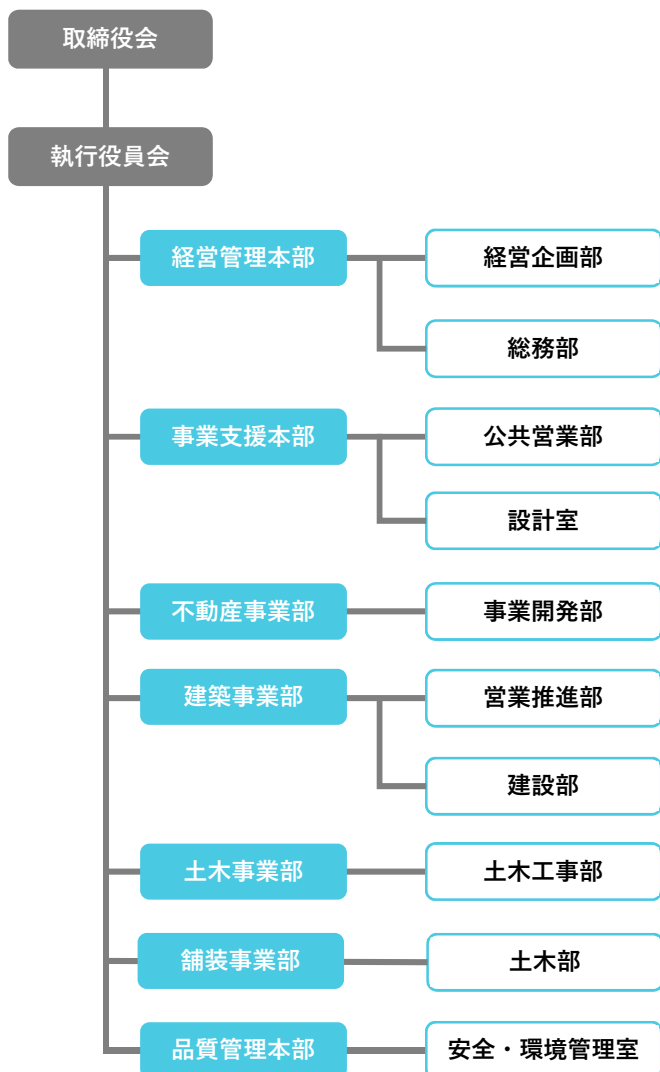 取締役会
執行役員会
経営管理本部
経営企画部
総務部
事業支援本部
公共営業部
設計室
不動産事業部
事業開発部
建築事業部
営業推進部
建設部
土木事業部
土木工事部
舗装事業部
土木部
品質管理本部
安全・環境管理室